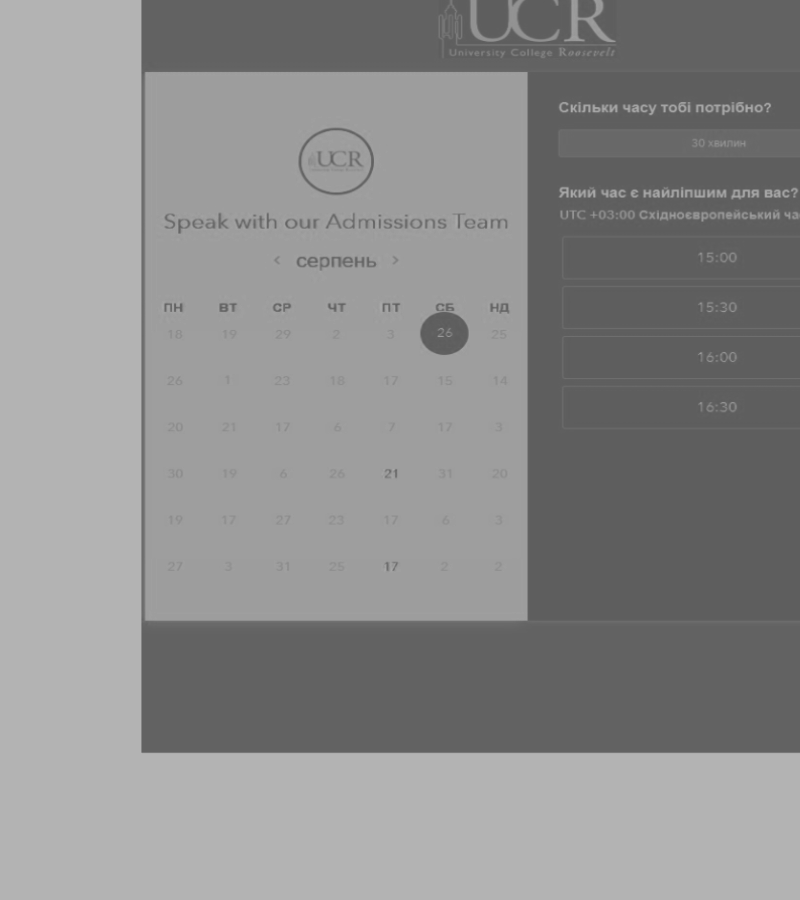 UCR
University College Roosevelt
UCR
Speak with our Admissions Team
< серпень >
ПН ВТ СР ЧТ ПТ СБ НД
18 19 29 2 3 26 25
26 1 23 18 17 15 14
20 21 17 6 7 17 3
30 19 6 26 21 31 20
19 17 27 23 17 6 3
27 3 31 25 17 2 2
Скільки часу тобі потрібно?
30 хвилин
Який час є найліпшим для вас?
UTC +03:00 Східноєвропейський ча
15:00
15:30
16:00
16:30